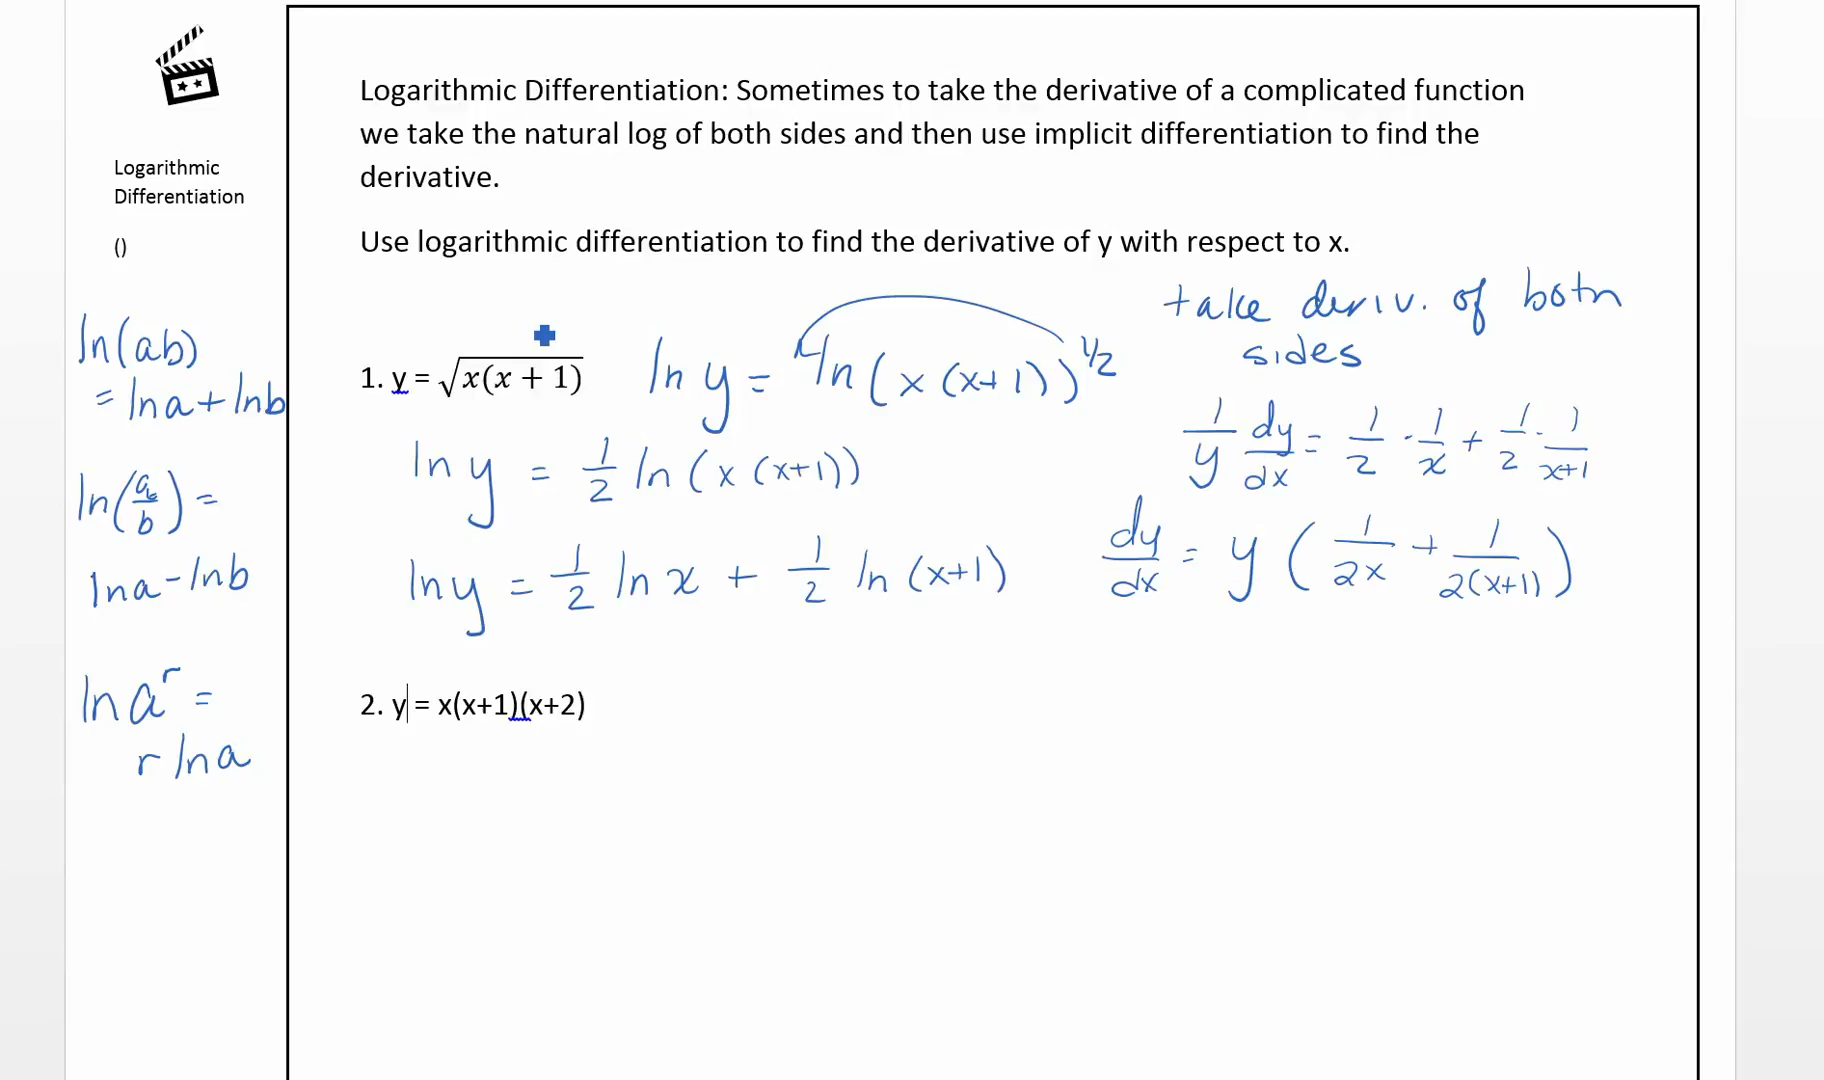 Logarithmic
Differentiation
()
ln(ab)
= ln a + ln b
ln(a/b) =
ln a - ln b
ln a^r =
r ln a
Logarithmic Differentiation: Sometimes to take the derivative of a complicated function
we take the natural log of both sides and then use implicit differentiation to find the
derivative.
Use logarithmic differentiation to find the derivative of y with respect to x.
1. y = √x(x + 1)
ln y = ln (x (x+1))^1/2
ln y = 1/2 ln (x (x+1))
ln y = 1/2 ln x + 1/2 ln (x+1)
take deriv. of both
sides
1/y dy/dx = 1/2 · 1/x + 1/2 · 1/x+1
dy/dx = y ( 1/2x + 1/2(x+1) )
2. y = x(x+1)(x+2)